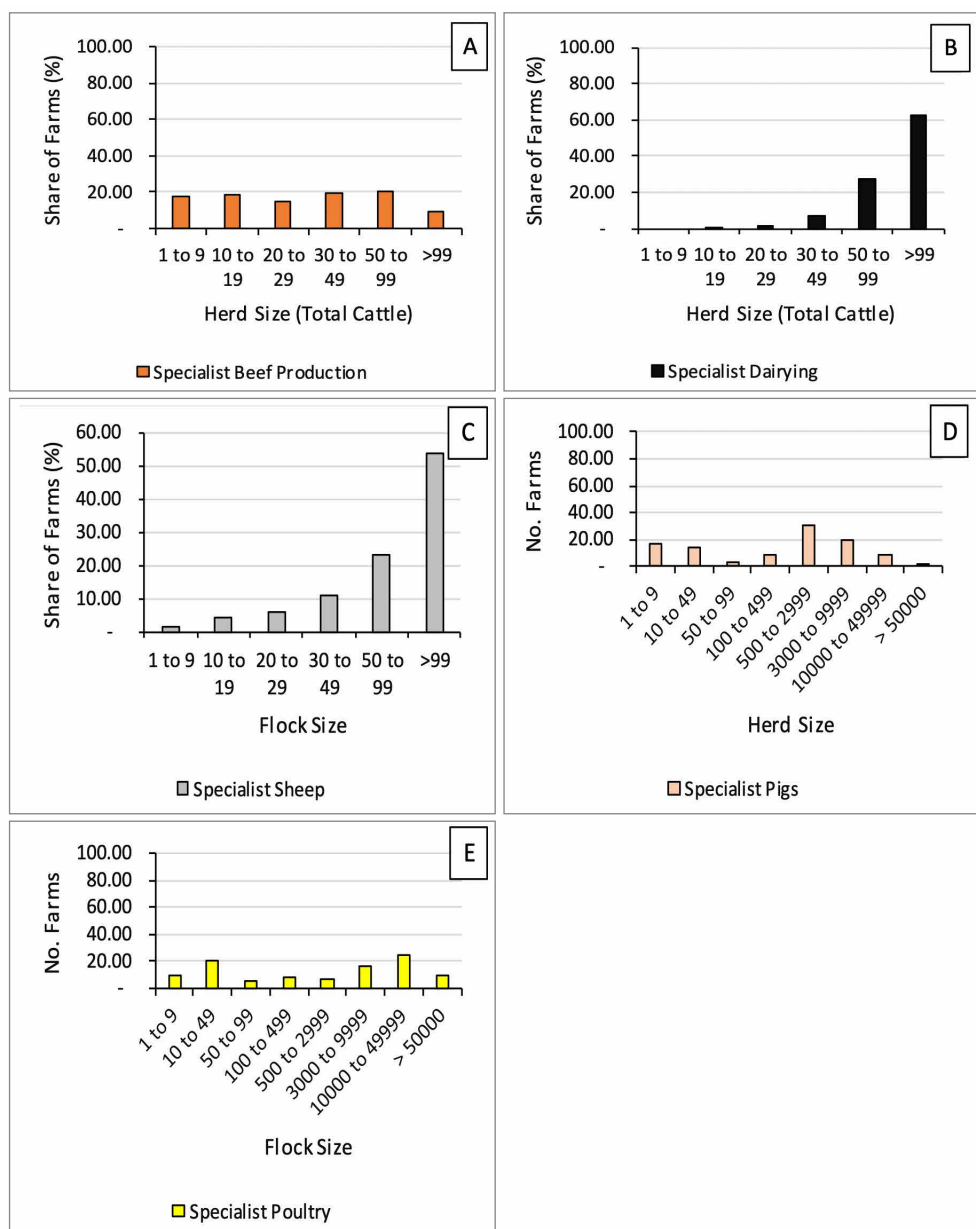 A
Share of Farms (%)
100.00
80.00
60.00
40.00
20.00
-
1 to 9 10 to 20 to 30 to 50 to >99
19 29 49 99
Herd Size (Total Cattle)
Specialist Beef Production
B
Share of Farms (%)
100.00
80.00
60.00
40.00
20.00
-
1 to 9 10 to 20 to 30 to 50 to >99
19 29 49 99
Herd Size (Total Cattle)
Specialist Dairying
C
Share of Farms (%)
60.00
50.00
40.00
30.00
20.00
10.00
-
1 to 9 10 to 20 to 30 to 50 to >99
19 29 49 99
Flock Size
Specialist Sheep
D
No. Farms
100.00
80.00
60.00
40.00
20.00
-
1 to 9
10 to 49
50 to 99
100 to 499
500 to 2999
3000 to 9999
10000 to 49999
> 50000
Herd Size
Specialist Pigs
E
No. Farms
100.00
80.00
60.00
40.00
20.00
-
1 to 9
10 to 49
50 to 99
100 to 499
500 to 2999
3000 to 9999
10000 to 49999
> 50000
Flock Size
Specialist Poultry